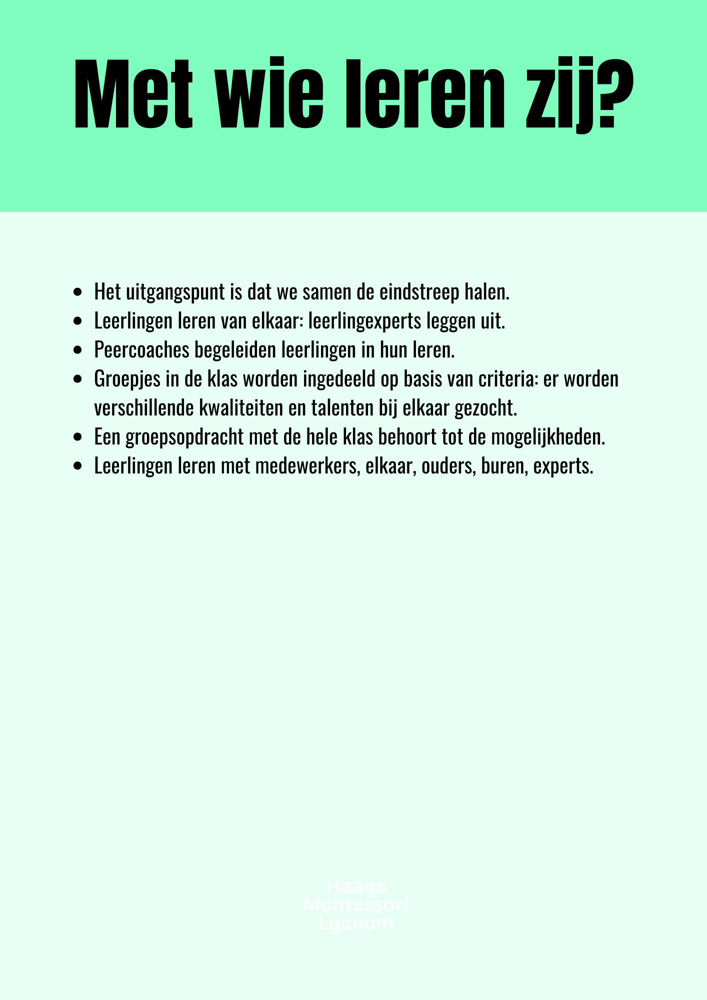 Met wie leren zij?
• Het uitgangspunt is dat we samen de eindstreep halen.
• Leerlingen leren van elkaar: leerlingexperts leggen uit.
• Peercoaches begeleiden leerlingen in hun leren.
• Groepjes in de klas worden ingedeeld op basis van criteria: er worden
verschillende kwaliteiten en talenten bij elkaar gezocht.
• Een groepsopdracht met de hele klas behoort tot de mogelijkheden.
• Leerlingen leren met medewerkers, elkaar, ouders, buren, experts.
Haags
Montessori
Lyceum